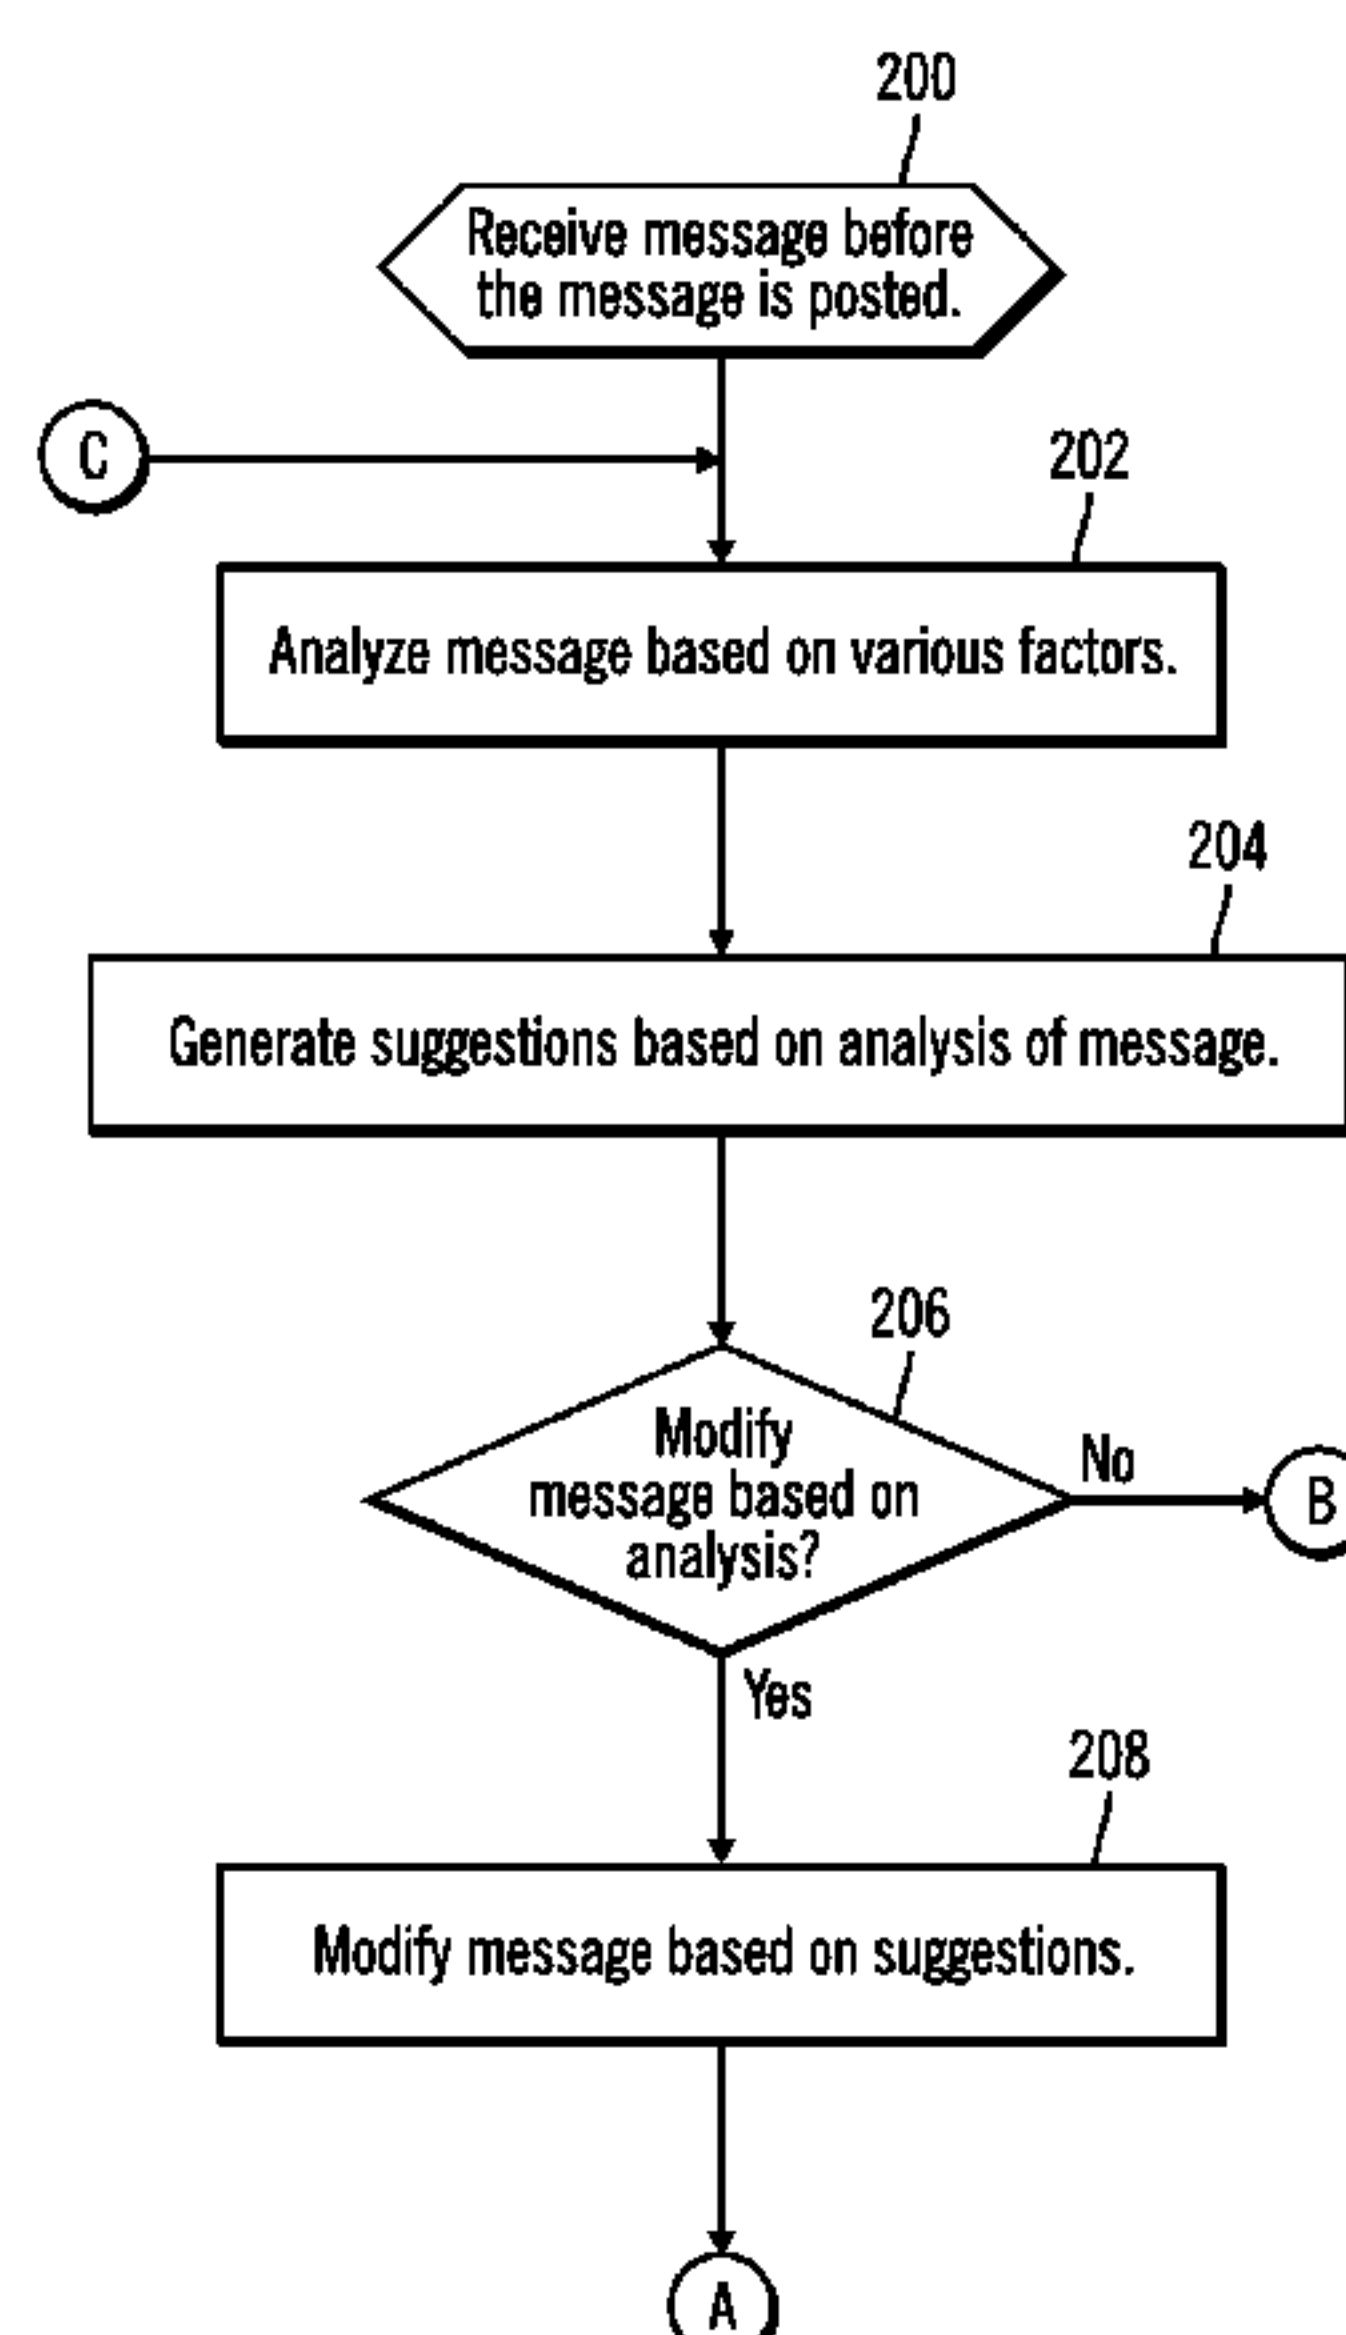 200
Receive message before
the message is posted.
C
202
Analyze message based on various factors.
204
Generate suggestions based on analysis of message.
206
Modify
message based on
analysis?
No
B
Yes
208
Modify message based on suggestions.
A